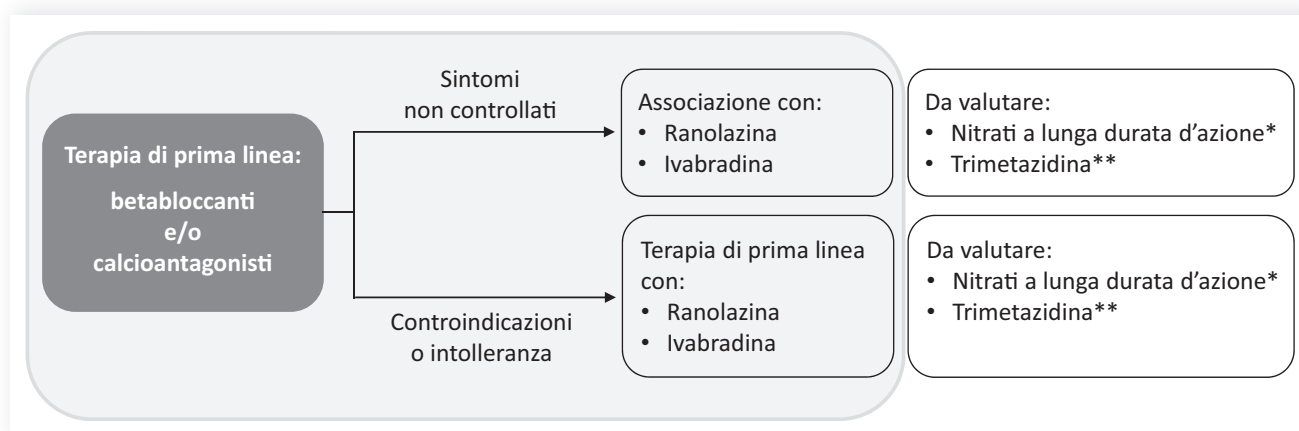 Terapia di prima linea:
betabloccanti
e/o
calcioantagonisti
Sintomi
non controllati
Associazione con:
• Ranolazina
• Ivabradina
Da valutare:
• Nitrati a lunga durata d’azione*
• Trimetazidina**
Controindicazioni
o intolleranza
Terapia di prima linea
con:
• Ranolazina
• Ivabradina
Da valutare:
• Nitrati a lunga durata d’azione*
• Trimetazidina**